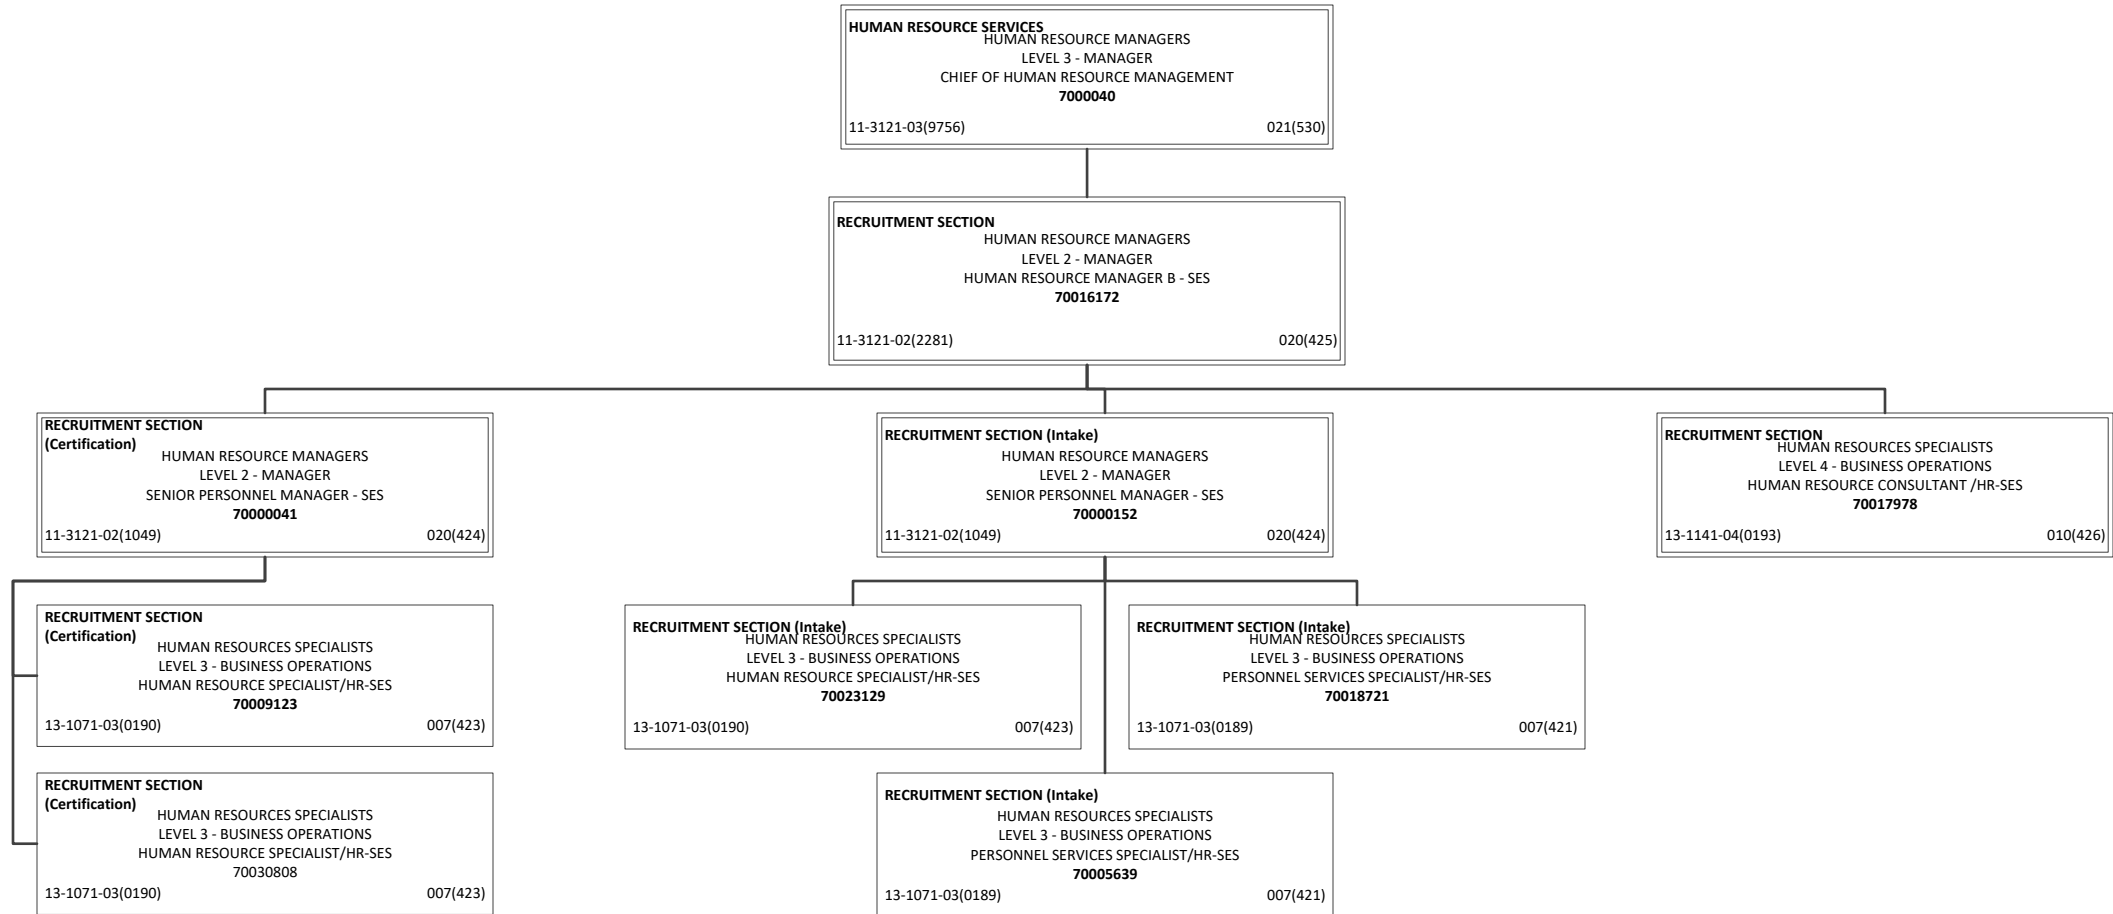 HUMAN RESOURCE SERVICES
HUMAN RESOURCE MANAGERS
LEVEL 3 - MANAGER
CHIEF OF HUMAN RESOURCE MANAGEMENT
7000040
11-3121-03(9756) 021(530)
RECRUITMENT SECTION
HUMAN RESOURCE MANAGERS
LEVEL 2 - MANAGER
HUMAN RESOURCE MANAGER B - SES
70016172
11-3121-02(2281) 020(425)
RECRUITMENT SECTION
(Certification)
HUMAN RESOURCE MANAGERS
LEVEL 2 - MANAGER
SENIOR PERSONNEL MANAGER - SES
70000041
11-3121-02(1049) 020(424)
RECRUITMENT SECTION (Intake)
HUMAN RESOURCE MANAGERS
LEVEL 2 - MANAGER
SENIOR PERSONNEL MANAGER - SES
70000152
11-3121-02(1049) 020(424)
RECRUITMENT SECTION
HUMAN RESOURCES SPECIALISTS
LEVEL 4 - BUSINESS OPERATIONS
HUMAN RESOURCE CONSULTANT /HR-SES
70017978
13-1141-04(0193) 010(426)
RECRUITMENT SECTION
(Certification)
HUMAN RESOURCES SPECIALISTS
LEVEL 3 - BUSINESS OPERATIONS
HUMAN RESOURCE SPECIALIST/HR-SES
70009123
13-1071-03(0190) 007(423)
RECRUITMENT SECTION (Intake)
HUMAN RESOURCES SPECIALISTS
LEVEL 3 - BUSINESS OPERATIONS
HUMAN RESOURCE SPECIALIST/HR-SES
70023129
13-1071-03(0190) 007(423)
RECRUITMENT SECTION (Intake)
HUMAN RESOURCES SPECIALISTS
LEVEL 3 - BUSINESS OPERATIONS
PERSONNEL SERVICES SPECIALIST/HR-SES
70018721
13-1071-03(0189) 007(421)
RECRUITMENT SECTION
(Certification)
HUMAN RESOURCES SPECIALISTS
LEVEL 3 - BUSINESS OPERATIONS
HUMAN RESOURCE SPECIALIST/HR-SES
70030808
13-1071-03(0190) 007(423)
RECRUITMENT SECTION (Intake)
HUMAN RESOURCES SPECIALISTS
LEVEL 3 - BUSINESS OPERATIONS
PERSONNEL SERVICES SPECIALIST/HR-SES
70005639
13-1071-03(0189) 007(421)